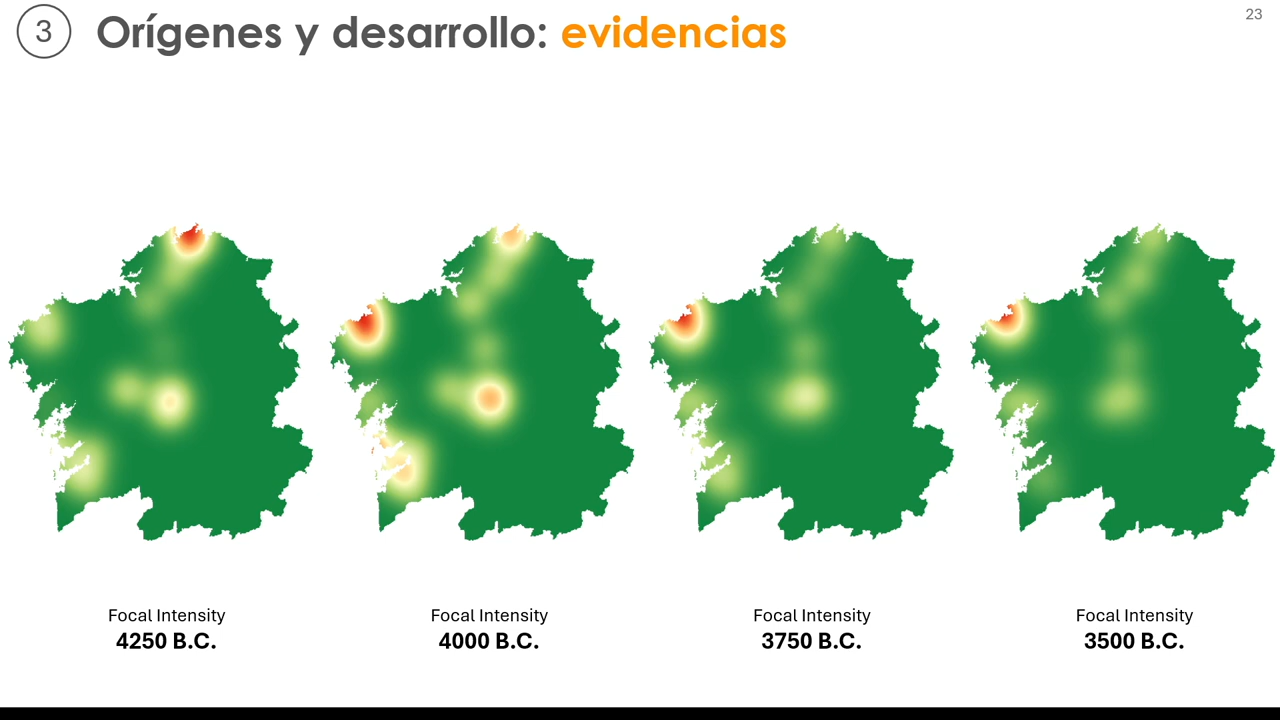 3 Orígenes y desarrollo: evidencias
23
Focal Intensity
4250 B.C.
Focal Intensity
4000 B.C.
Focal Intensity
3750 B.C.
Focal Intensity
3500 B.C.